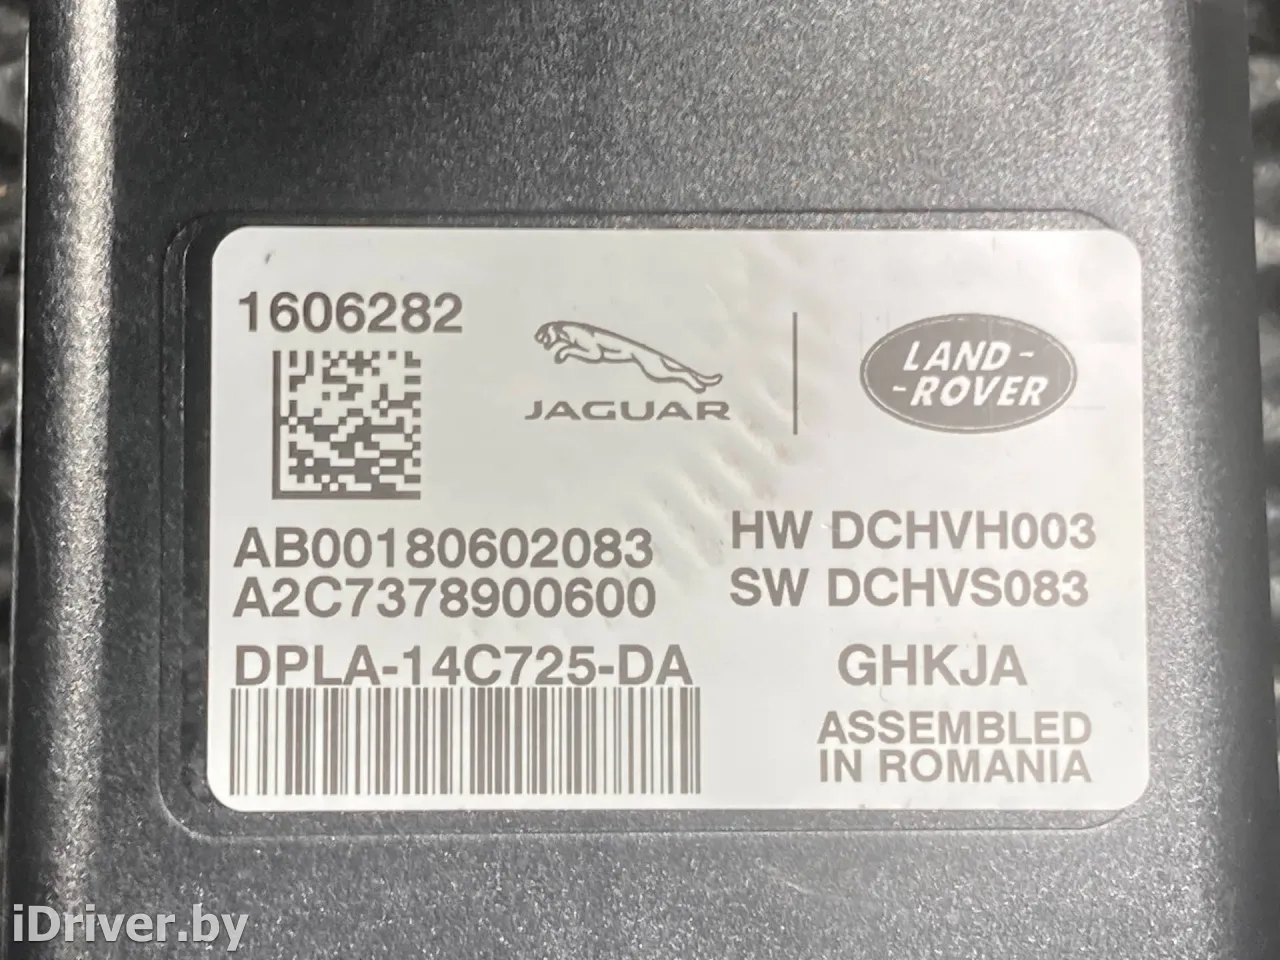 1606282
JAGUAR
LAND-
-ROVER
AB00180602083
A2C7378900600
HW DCHVH003
SW DCHVS083
DPLA-14C725-DA
GHKJA
ASSEMBLED
IN ROMANIA
iDriver.by